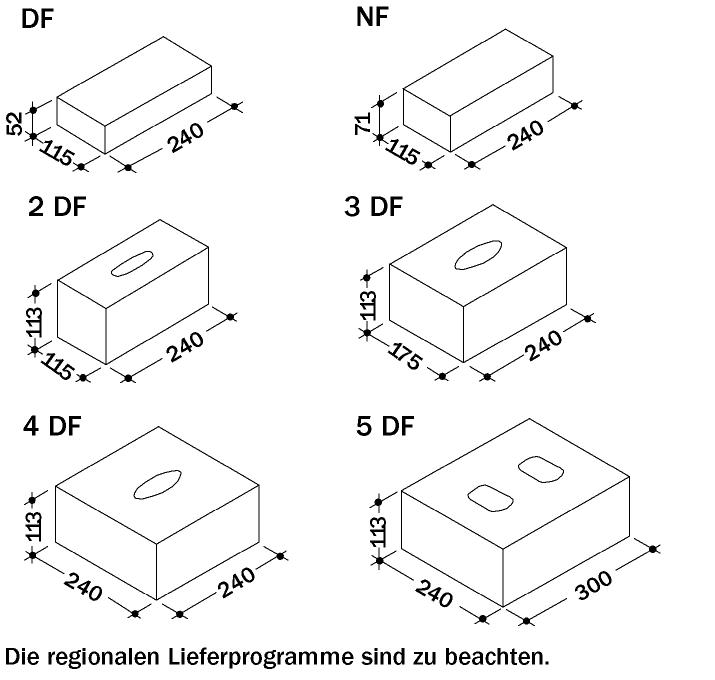 DF
NF
52
115
240
71
115
240
2 DF
3 DF
113
115
240
113
175
240
4 DF
5 DF
113
240
240
113
240
300
Die regionalen Lieferprogramme sind zu beachten.